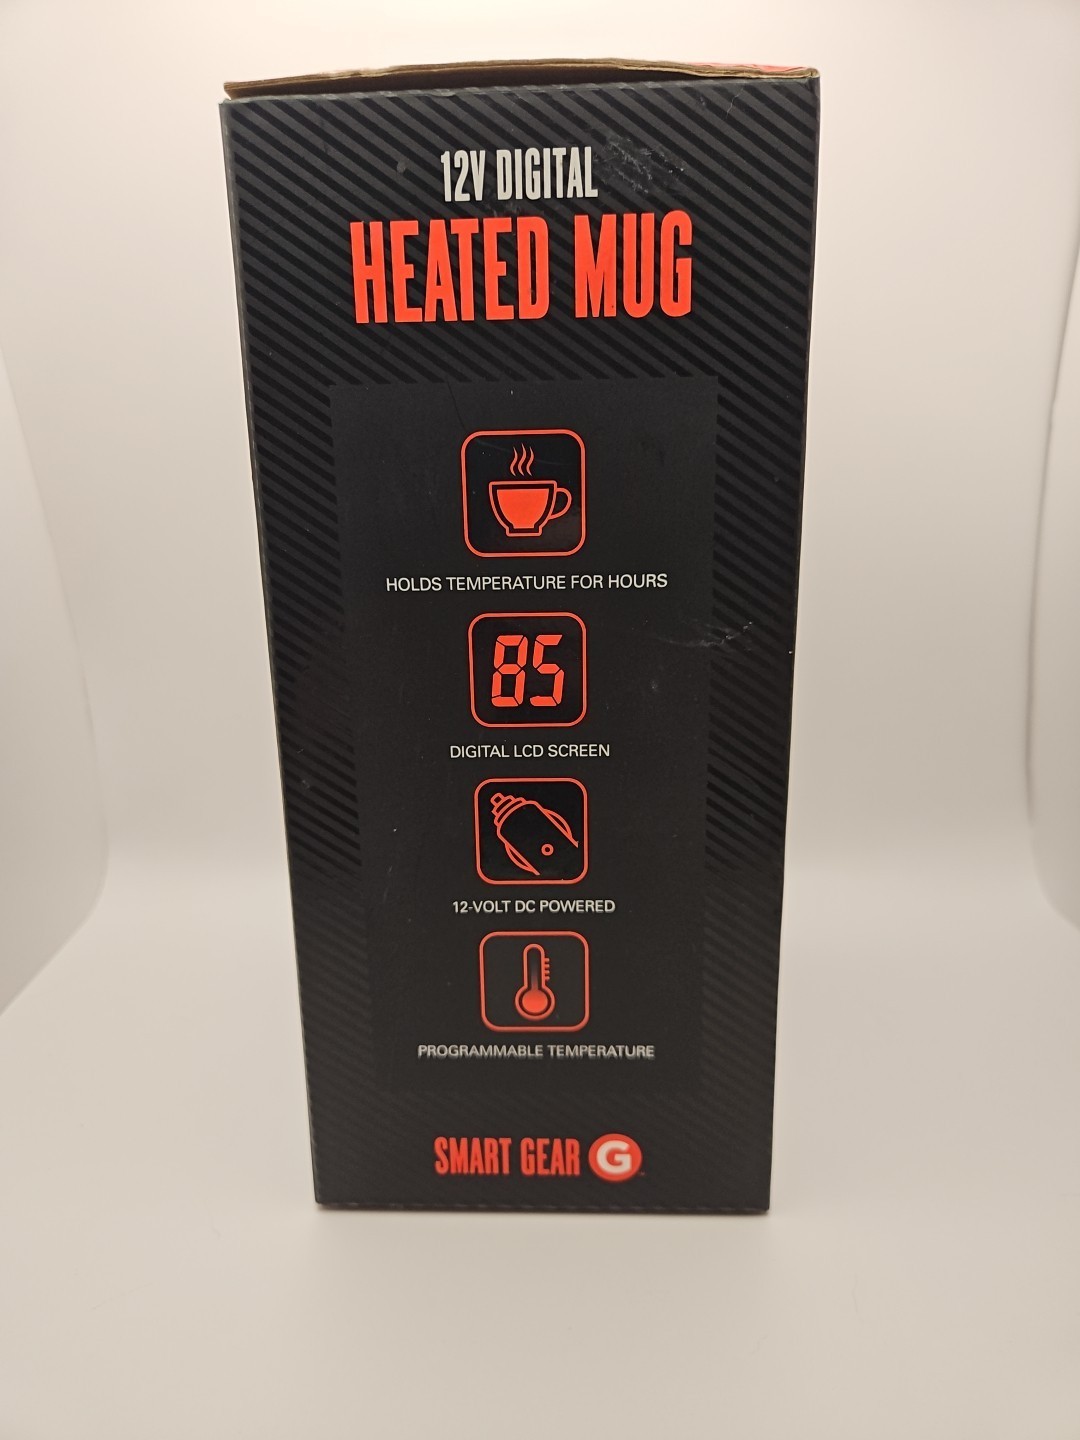 12V DIGITAL
HEATED MUG
HOLDS TEMPERATURE FOR HOURS
85
DIGITAL LCD SCREEN
12-VOLT DC POWERED
PROGRAMMABLE TEMPERATURE
SMART GEAR G